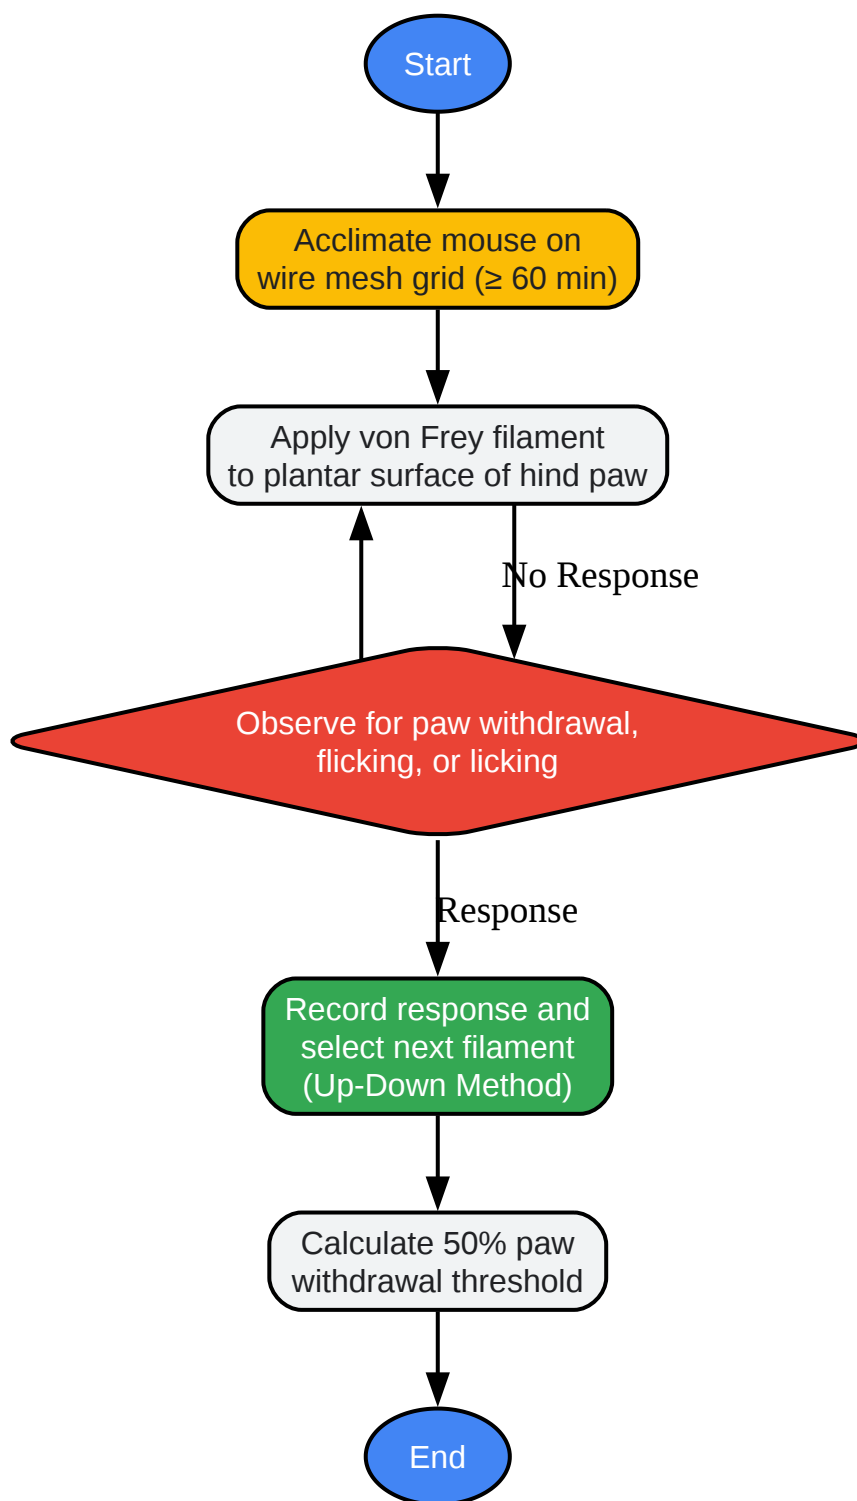 Start
Acclimate mouse on
wire mesh grid (≥ 60 min)
Apply von Frey filament
to plantar surface of hind paw
No Response
Observe for paw withdrawal,
flicking, or licking
Response
Record response and
select next filament
(Up-Down Method)
Calculate 50% paw
withdrawal threshold
End